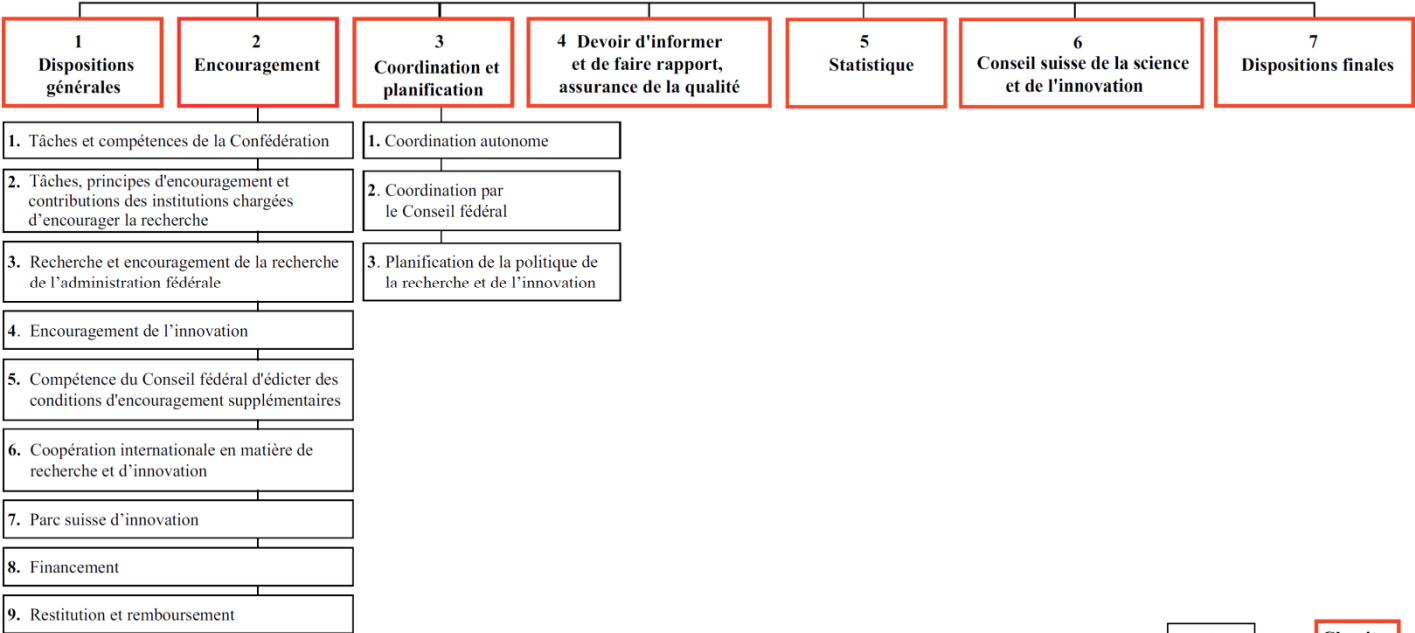 1
Dispositions
générales
2
Encouragement
3
Coordination et
planification
4 Devoir d'informer
et de faire rapport,
assurance de la qualité
5
Statistique
6
Conseil suisse de la science
et de l'innovation
7
Dispositions finales
1. Tâches et compétences de la Confédération
2. Tâches, principes d'encouragement et
contributions des institutions chargées
d’encourager la recherche
3. Recherche et encouragement de la recherche
de l’administration fédérale
4. Encouragement de l’innovation
5. Compétence du Conseil fédéral d'édicter des
conditions d'encouragement supplémentaires
6. Coopération internationale en matière de
recherche et d’innovation
7. Parc suisse d’innovation
8. Financement
9. Restitution et remboursement
1. Coordination autonome
2. Coordination par
le Conseil fédéral
3. Planification de la politique de
la recherche et de l’innovation